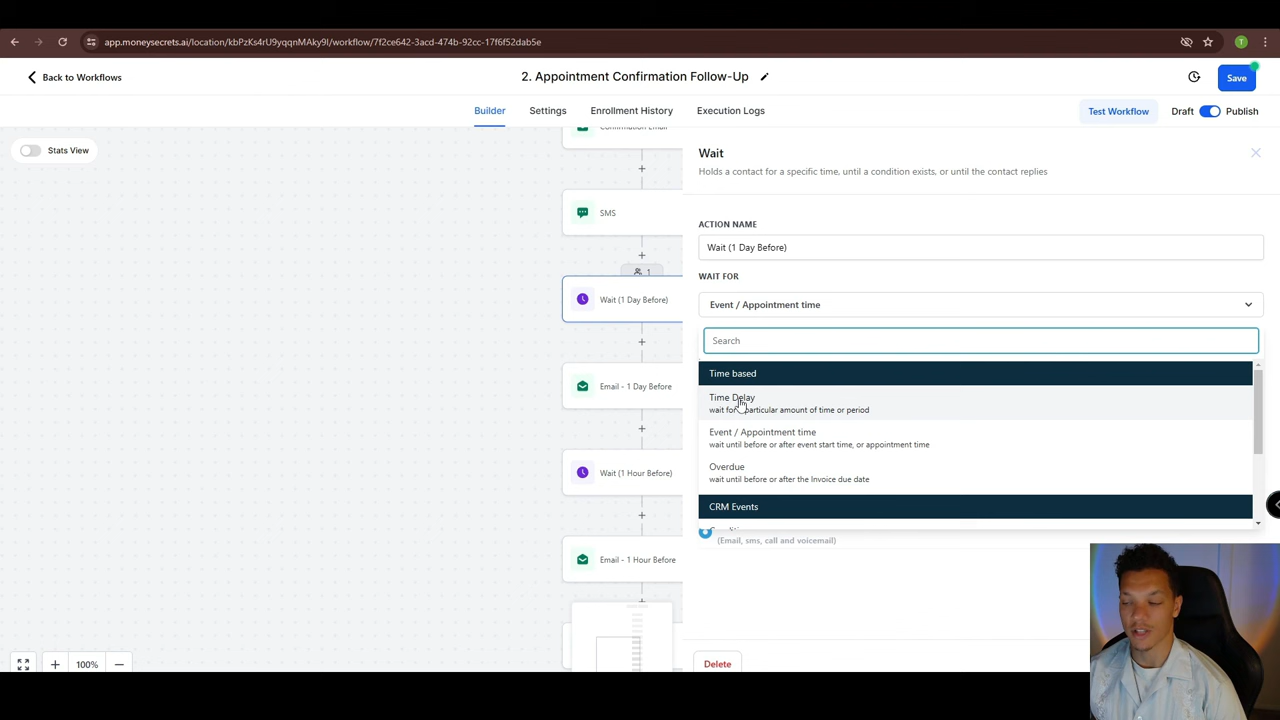 app.moneysecrets.ai/location/kbPzKs4rU9yqqnMAky9I/workflow/7f2ce642-3acd-474b-92cc-17f6f52dab5e
T
Back to Workflows
2. Appointment Confirmation Follow-Up
Save
Builder
Settings
Enrollment History
Execution Logs
Test Workflow
Draft
Publish
Stats View
Confirmation Email
SMS
1
Wait (1 Day Before)
Email - 1 Day Before
Wait (1 Hour Before)
Email - 1 Hour Before
100%
Wait
Holds a contact for a specific time, until a condition exists, or until the contact replies
ACTION NAME
Wait (1 Day Before)
WAIT FOR
Event / Appointment time
Search
Time based
Time Delay
wait for particular amount of time or period
Event / Appointment time
wait until before or after event start time, or appointment time
Overdue
wait until before or after the Invoice due date
CRM Events
(Email, sms, call and voicemail)
Delete